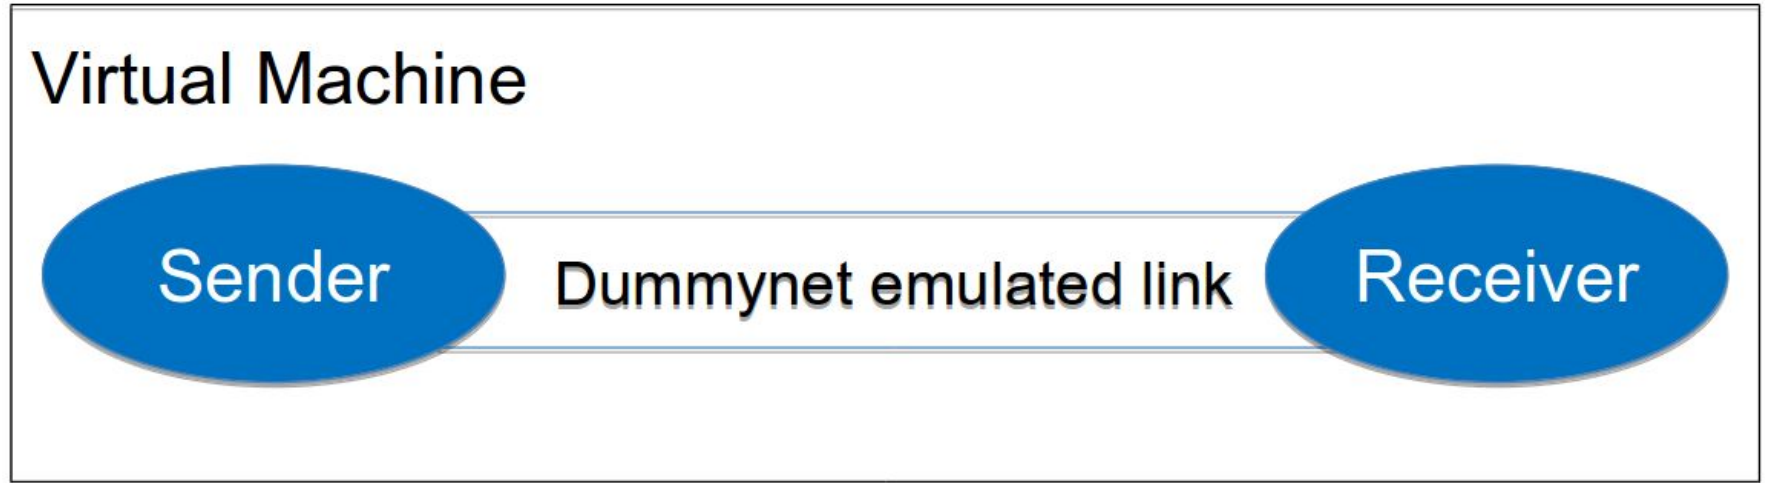 Virtual Machine
Sender
Dummynet emulated link
Receiver